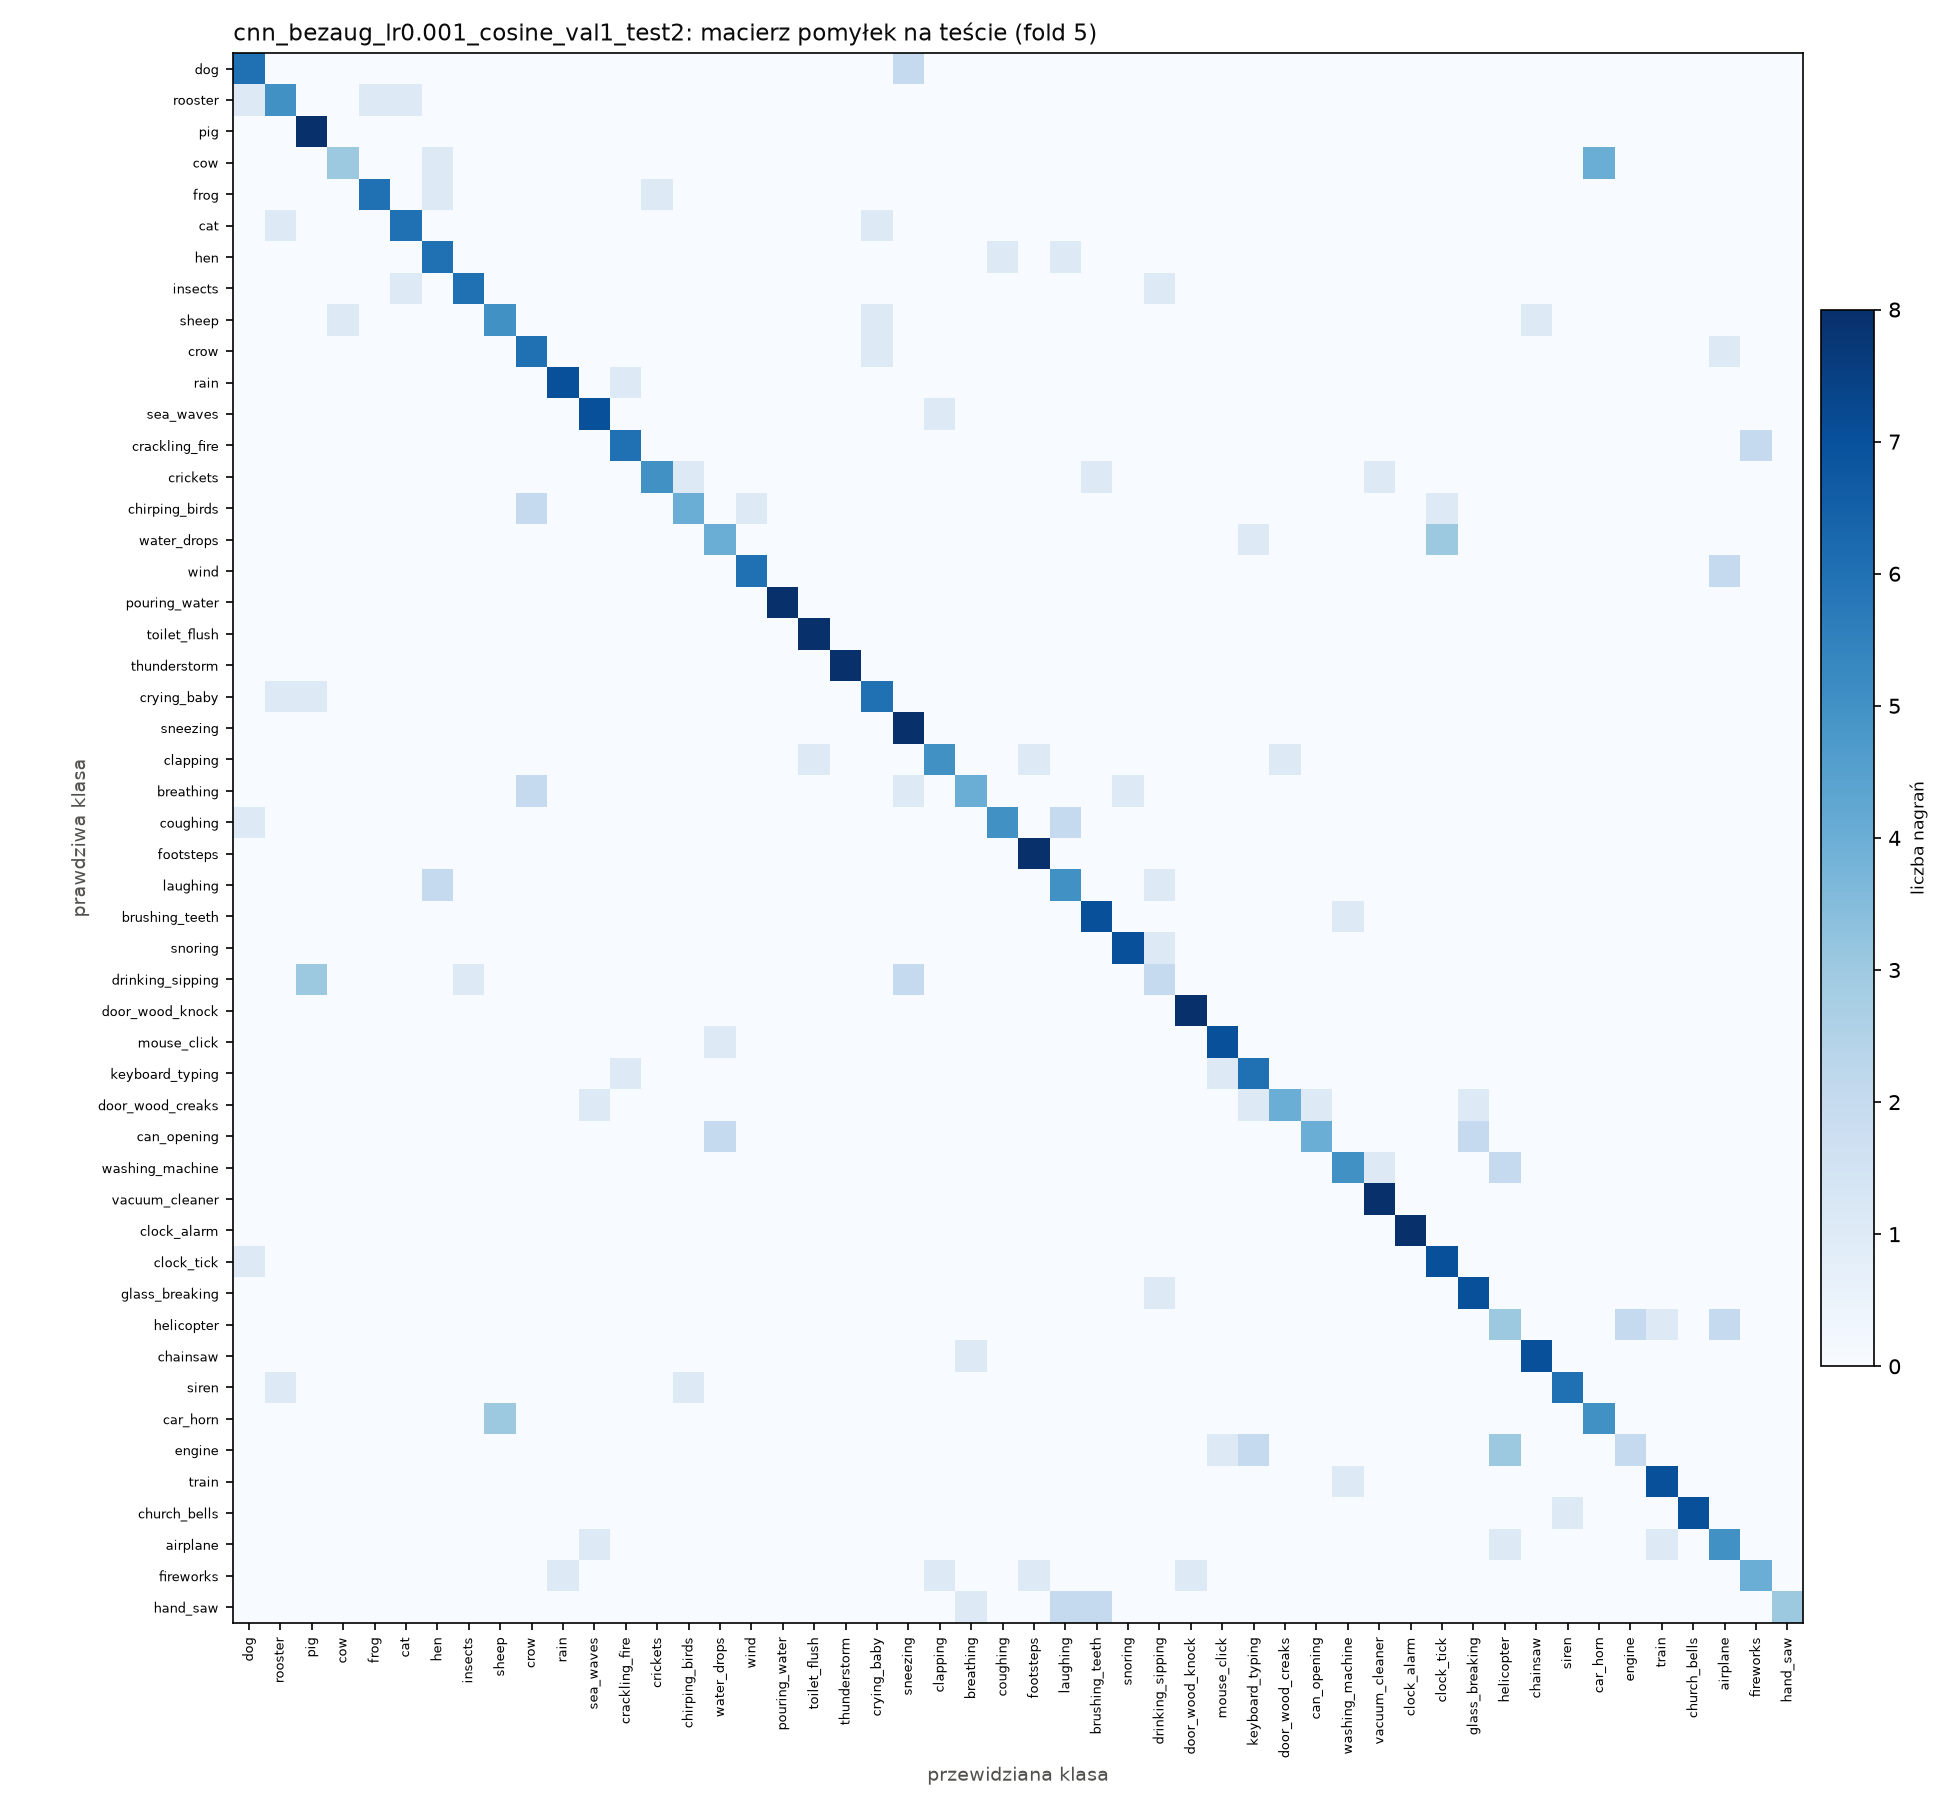 cnn_bezaug_lr0.001_cosine_val1_test2: macierz pomyłek na teście (fold 5)
dog
rooster
pig
cow
frog
cat
hen
insects
sheep
crow
rain
sea_waves
crackling_fire
crickets
chirping_birds
water_drops
wind
pouring_water
toilet_flush
thunderstorm
crying_baby
sneezing
clapping
breathing
coughing
footsteps
laughing
brushing_teeth
snoring
drinking_sipping
door_wood_knock
mouse_click
keyboard_typing
door_wood_creaks
can_opening
washing_machine
vacuum_cleaner
clock_alarm
clock_tick
glass_breaking
helicopter
chainsaw
siren
car_horn
engine
train
church_bells
airplane
fireworks
hand_saw
prawdziwa klasa
dog
rooster
pig
cow
frog
cat
hen
insects
sheep
crow
rain
sea_waves
crackling_fire
crickets
chirping_birds
water_drops
wind
pouring_water
toilet_flush
thunderstorm
crying_baby
sneezing
clapping
breathing
coughing
footsteps
laughing
brushing_teeth
snoring
drinking_sipping
door_wood_knock
mouse_click
keyboard_typing
door_wood_creaks
can_opening
washing_machine
vacuum_cleaner
clock_alarm
clock_tick
glass_breaking
helicopter
chainsaw
siren
car_horn
engine
train
church_bells
airplane
fireworks
hand_saw
przewidziana klasa
8
7
6
5
4
3
2
1
0
liczba nagrań